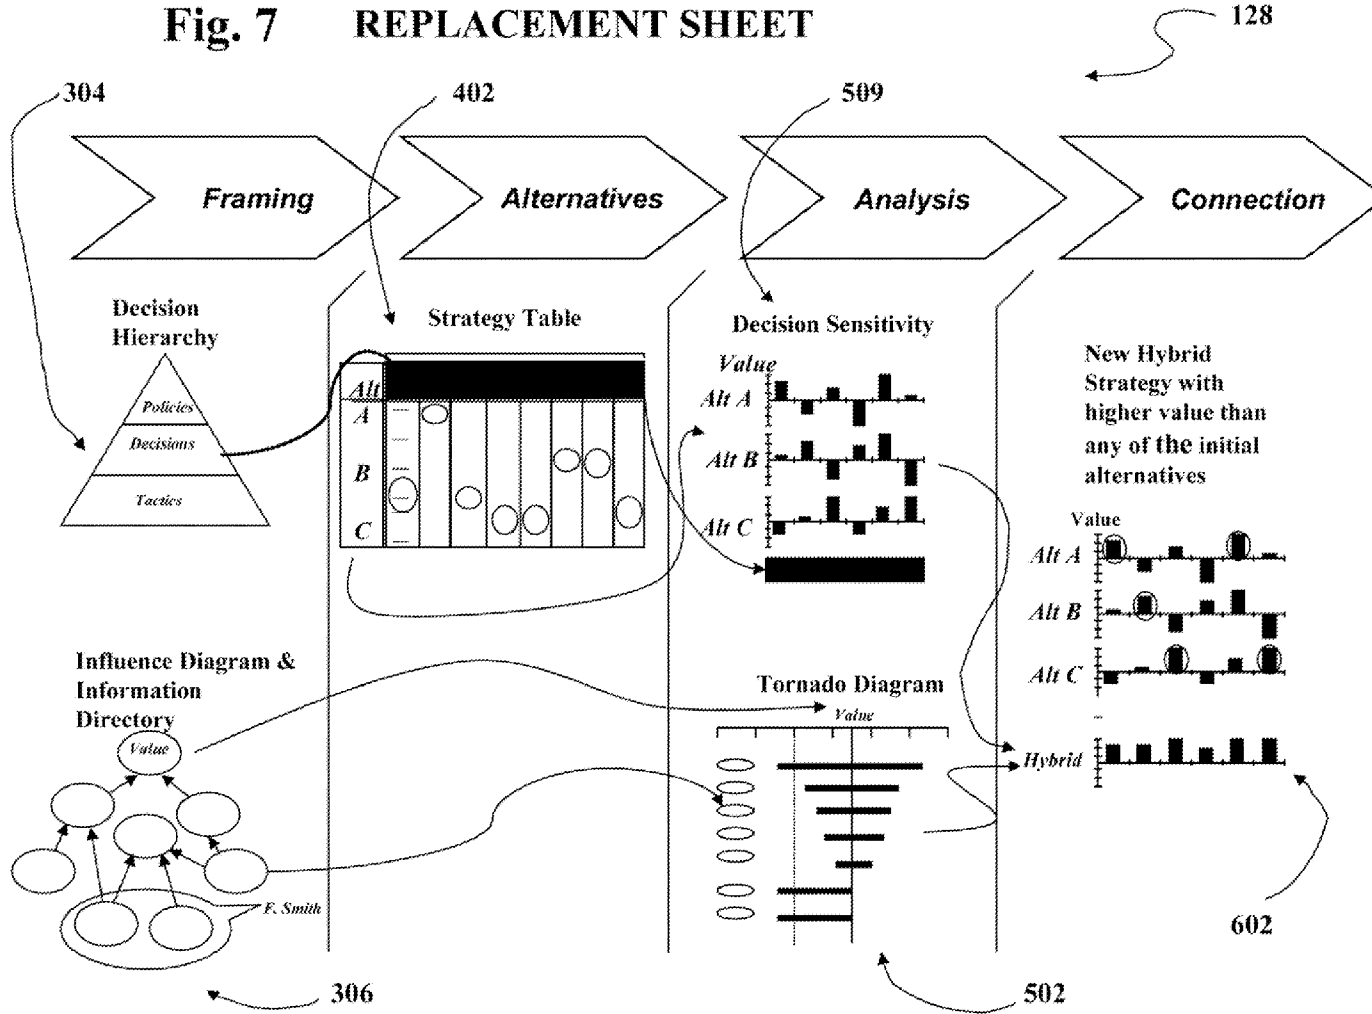 Fig. 7 REPLACEMENT SHEET
128
304
402
509
Framing
Alternatives
Analysis
Connection
Decision
Hierarchy
Policies
Decisions
Tactics
Strategy Table
Alt
A
B
C
Decision Sensitivity
Value
Alt A
Alt B
Alt C
New Hybrid
Strategy with
higher value than
any of the initial
alternatives
Value
Alt A
Alt B
Alt C
Hybrid
602
Influence Diagram &
Information
Directory
Value
F. Smith
306
Tornado Diagram
Value
502